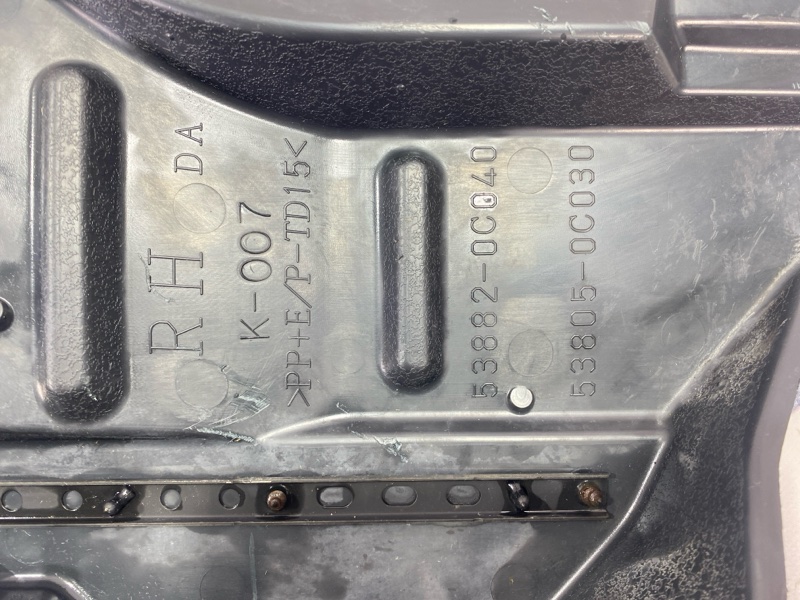 RH DA
K-007
>PP+E/P-TD15<
53882-0C040
53805-0C030